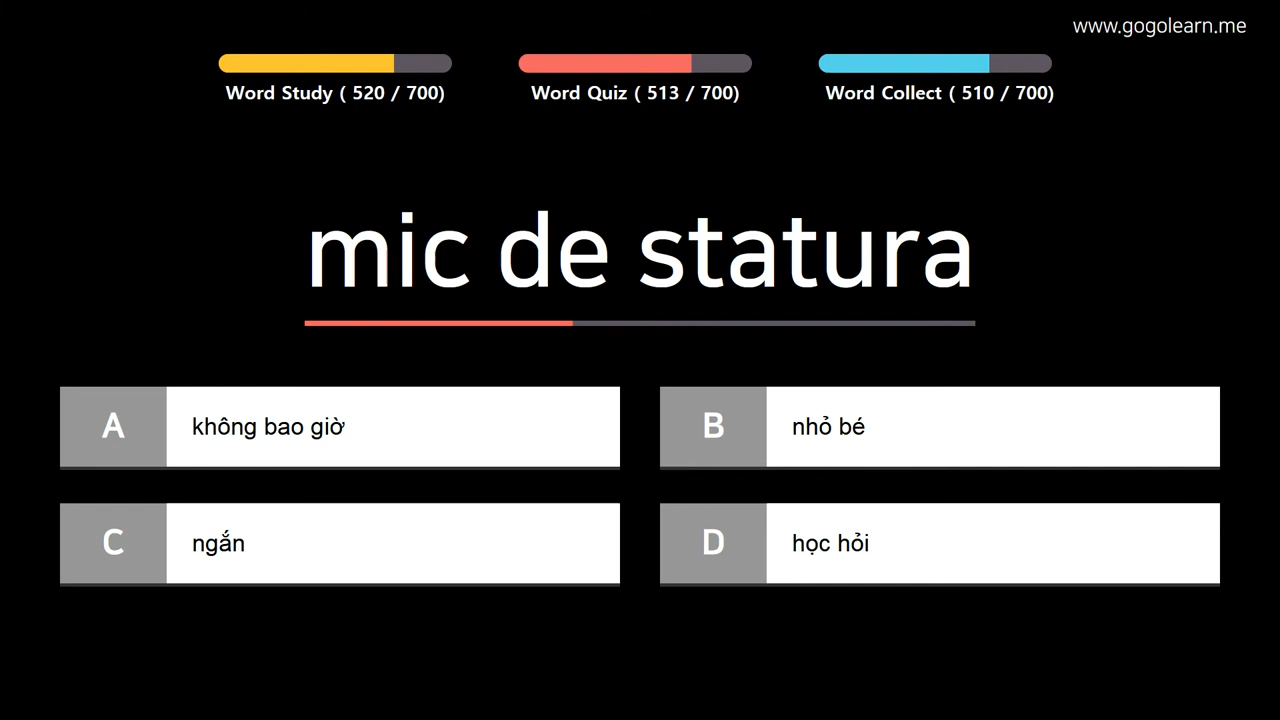 www.gogolearn.me
Word Study ( 520 / 700)
Word Quiz ( 513 / 700)
Word Collect ( 510 / 700)
mic de statura
A không bao giờ
B nhỏ bé
C ngắn
D học hỏi